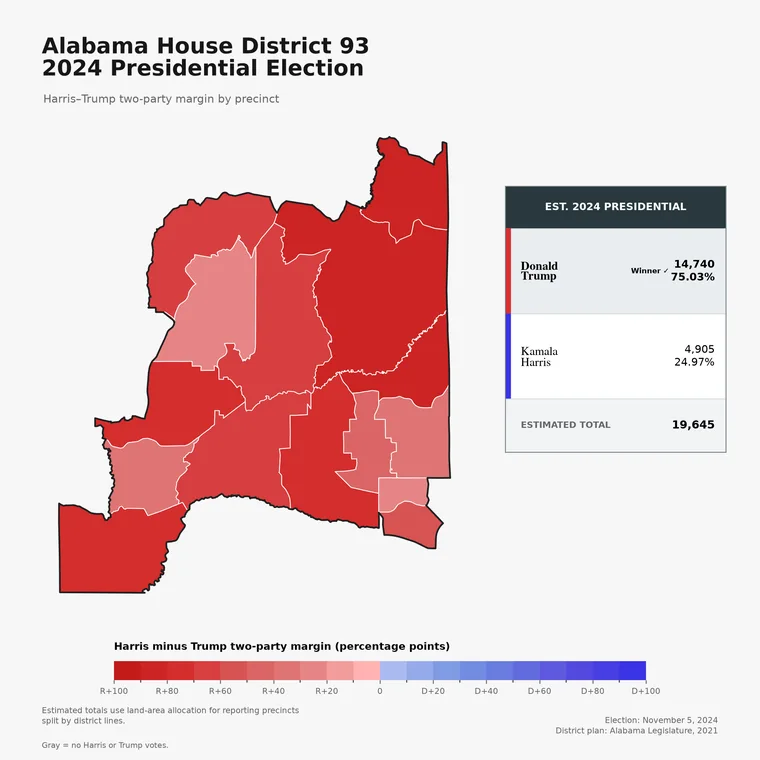 Alabama House District 93
2024 Presidential Election
Harris–Trump two-party margin by precinct
EST. 2024 PRESIDENTIAL
Donald
Trump
Winner ✓
14,740
75.03%
Kamala
Harris
4,905
24.97%
ESTIMATED TOTAL
19,645
Harris minus Trump two-party margin (percentage points)
R+100 R+80 R+60 R+40 R+20 0 D+20 D+40 D+60 D+80 D+100
Estimated totals use land-area allocation for reporting precincts
split by district lines.
Gray = no Harris or Trump votes.
Election: November 5, 2024
District plan: Alabama Legislature, 2021